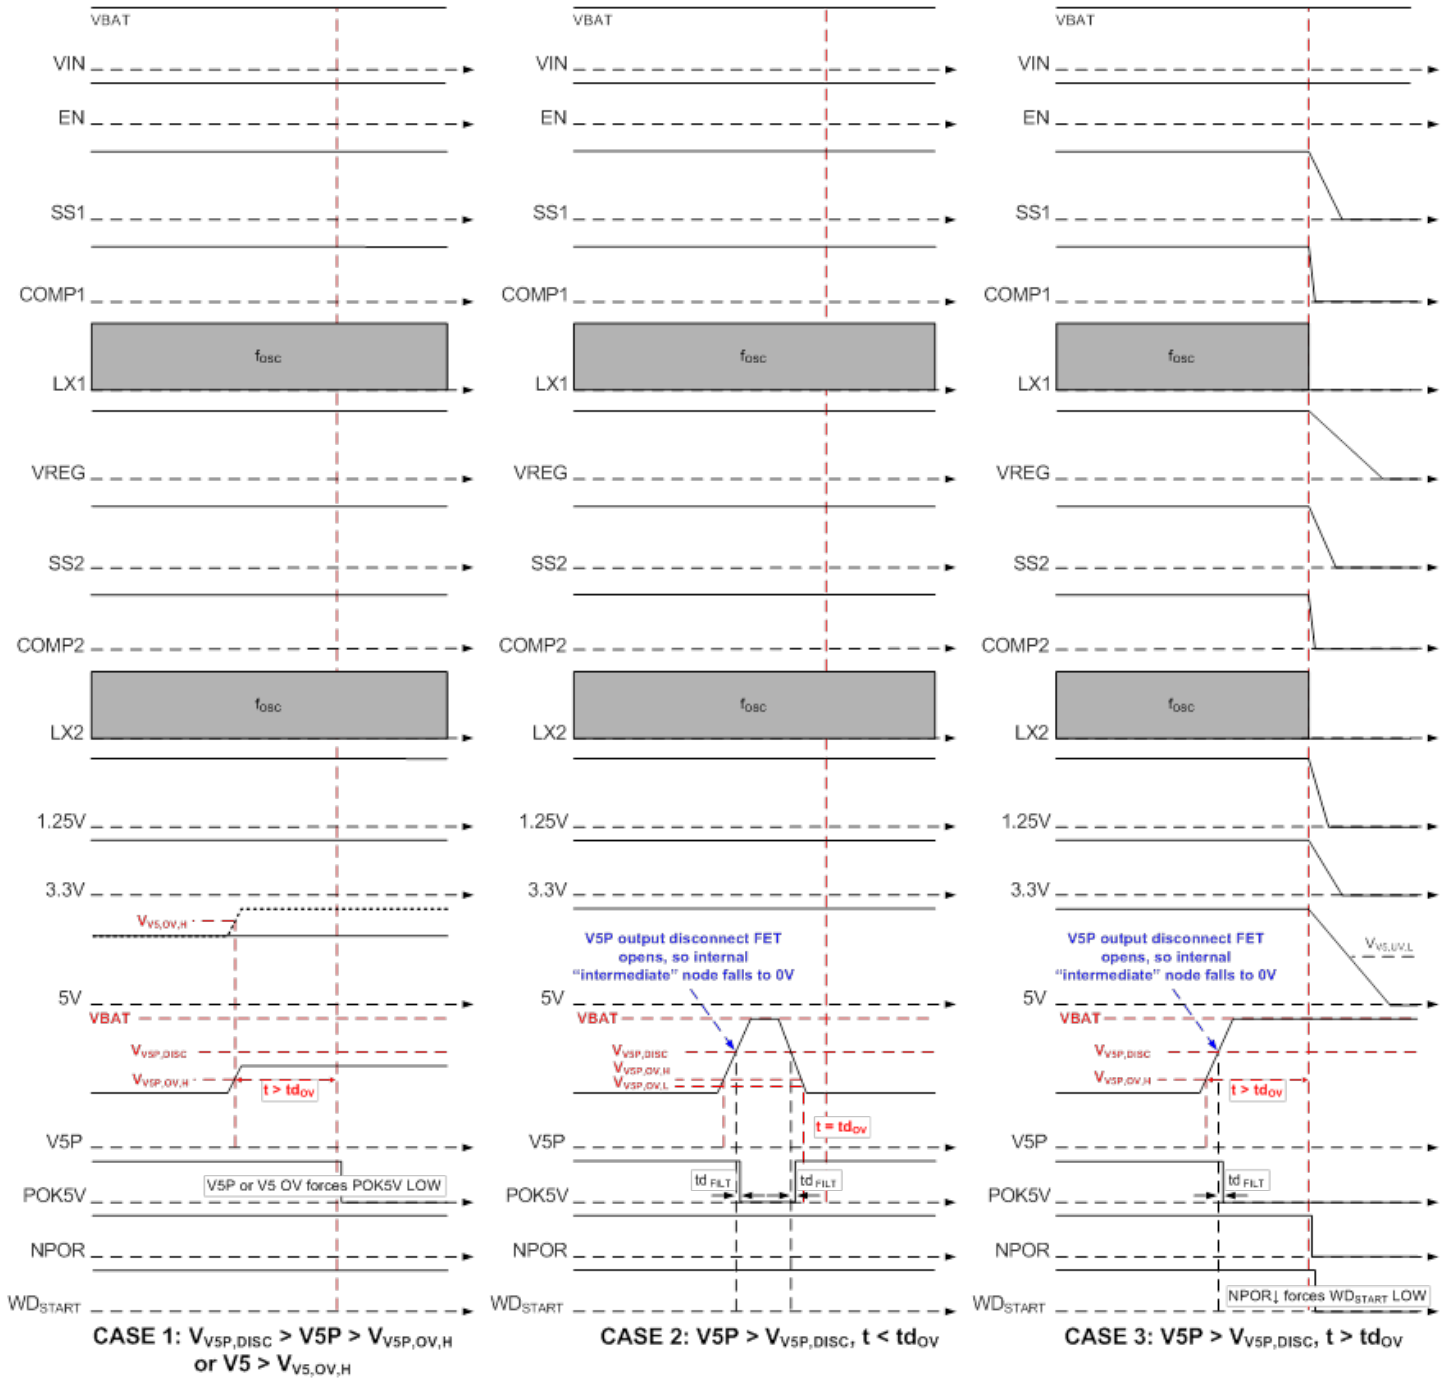 VBAT
VIN
EN
SS1
COMP1
fOSC
LX1
VREG
SS2
COMP2
fOSC
LX2
1.25V
3.3V
VV5,OV,H
5V
VBAT
VV5P,DISC
VV5P,OV,H
t > tdOV
V5P
V5P or V5 OV forces POK5V LOW
POK5V
NPOR
WDSTART
CASE 1: VV5P,DISC > V5P > VV5P,OV,H
or V5 > VV5,OV,H
VBAT
VIN
EN
SS1
COMP1
fOSC
LX1
VREG
SS2
COMP2
fOSC
LX2
1.25V
3.3V
V5P output disconnect FET
opens, so internal
“intermediate” node falls to 0V
5V
VBAT
VV5P,DISC
VV5P,OV,H
VV5P,OV,L
t = tdOV
V5P
tdFILT
tdFILT
POK5V
NPOR
WDSTART
CASE 2: V5P > VV5P,DISC, t < tdOV
VBAT
VIN
EN
SS1
COMP1
fOSC
LX1
VREG
SS2
COMP2
fOSC
LX2
1.25V
3.3V
V5P output disconnect FET
opens, so internal
“intermediate” node falls to 0V
VV5,UV,L
5V
VBAT
VV5P,DISC
VV5P,OV,H
t > tdOV
V5P
tdFILT
POK5V
NPOR
NPOR↓ forces WDSTART LOW
WDSTART
CASE 3: V5P > VV5P,DISC, t > tdOV